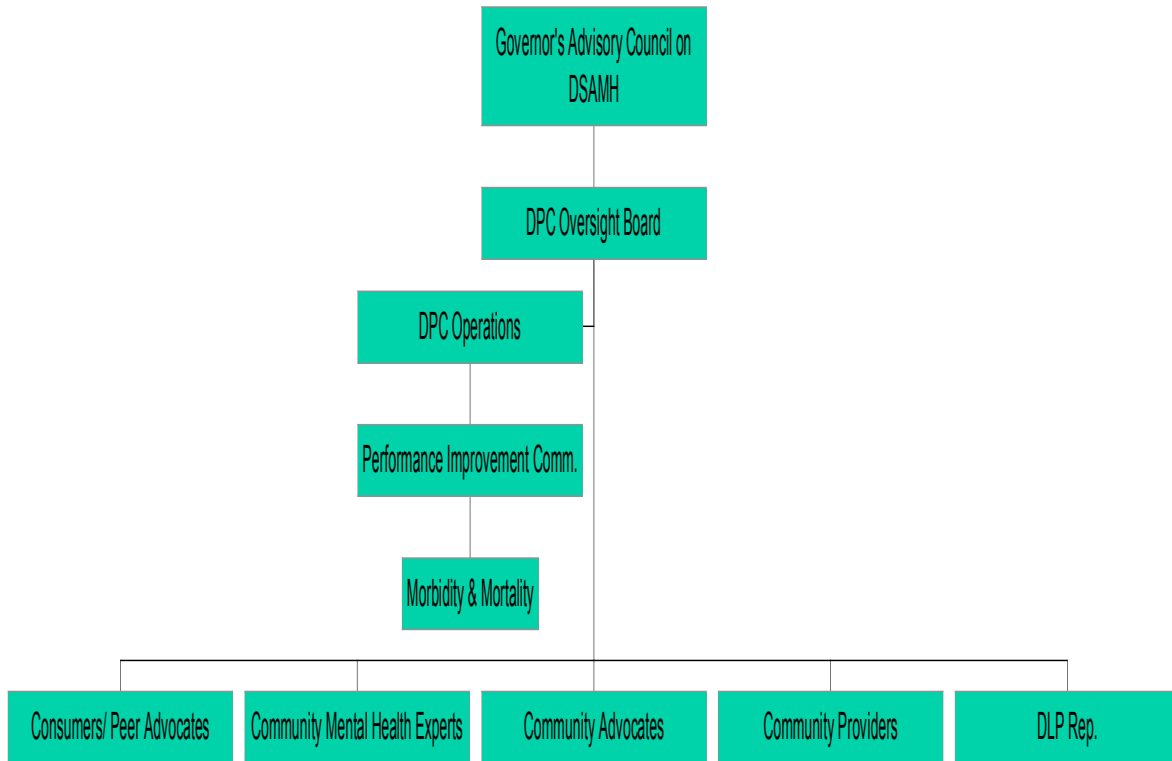 Governor's Advisory Council on
DSAMH
DPC Oversight Board
DPC Operations
Performance Improvement Comm.
Morbidity & Mortality
Consumers/ Peer Advocates
Community Mental Health Experts
Community Advocates
Community Providers
DLP Rep.